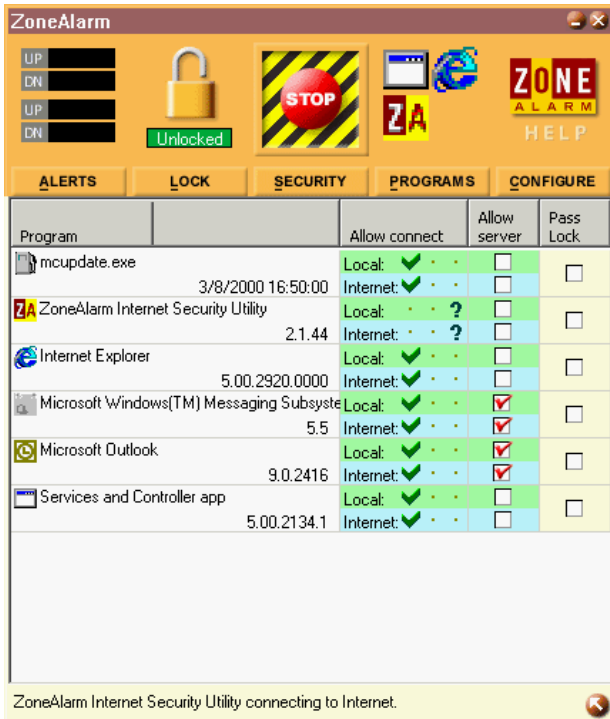 ZoneAlarm
UP
DN
UP
DN
Unlocked
STOP
ZA
ZONE
ALARM
HELP
ALERTS LOCK SECURITY PROGRAMS CONFIGURE
Program Allow connect Allow server Pass Lock
mcupdate.exe Local:
3/8/2000 16:50:00 Internet:
ZA ZoneAlarm Internet Security Utility Local: ?
2.1.44 Internet: ?
Internet Explorer Local:
5.00.2920.0000 Internet:
Microsoft Windows(TM) Messaging Subsyste Local:
5.5 Internet:
Microsoft Outlook Local:
9.0.2416 Internet:
Services and Controller app Local:
5.00.2134.1 Internet:
ZoneAlarm Internet Security Utility connecting to Internet.